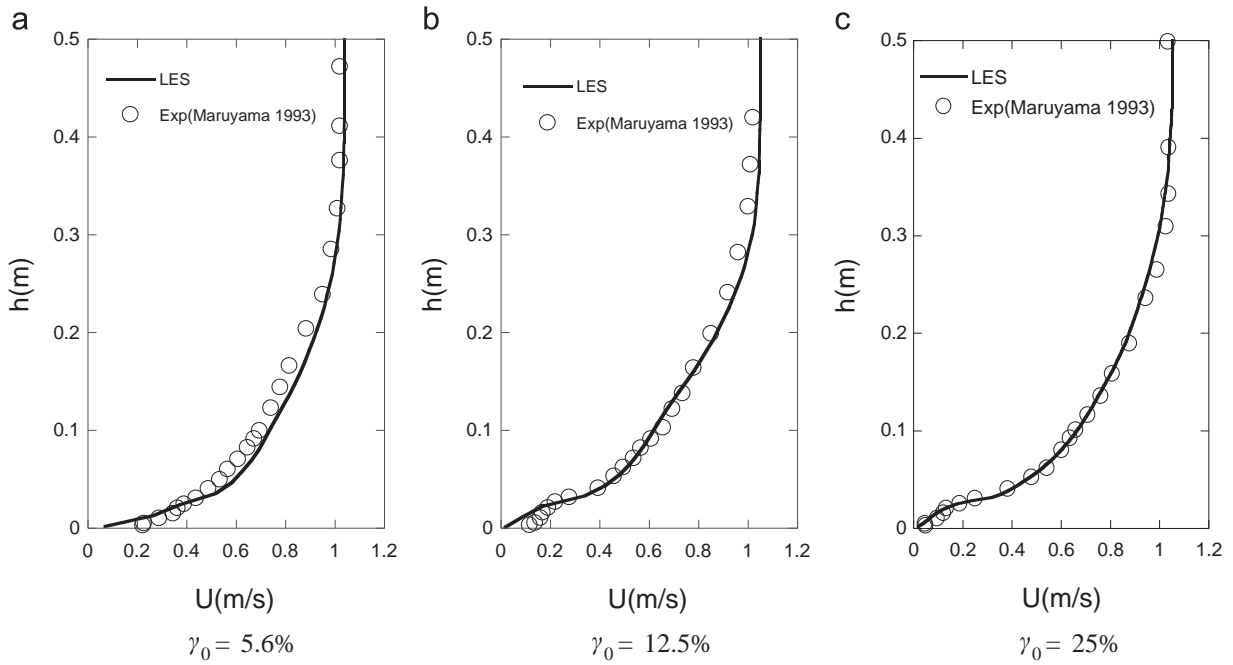 a
0.5
0.4
0.3
0.2
0.1
0
h(m)
LES
Exp(Maruyama 1993)
0 0.2 0.4 0.6 0.8 1 1.2
U(m/s)
γ0 = 5.6%
b
0.5
0.4
0.3
0.2
0.1
0
h(m)
LES
Exp(Maruyama 1993)
0 0.2 0.4 0.6 0.8 1 1.2
U(m/s)
γ0 = 12.5%
c
0.5
0.4
0.3
0.2
0.1
0
h(m)
LES
Exp(Maruyama 1993)
0 0.2 0.4 0.6 0.8 1 1.2
U(m/s)
γ0 = 25%